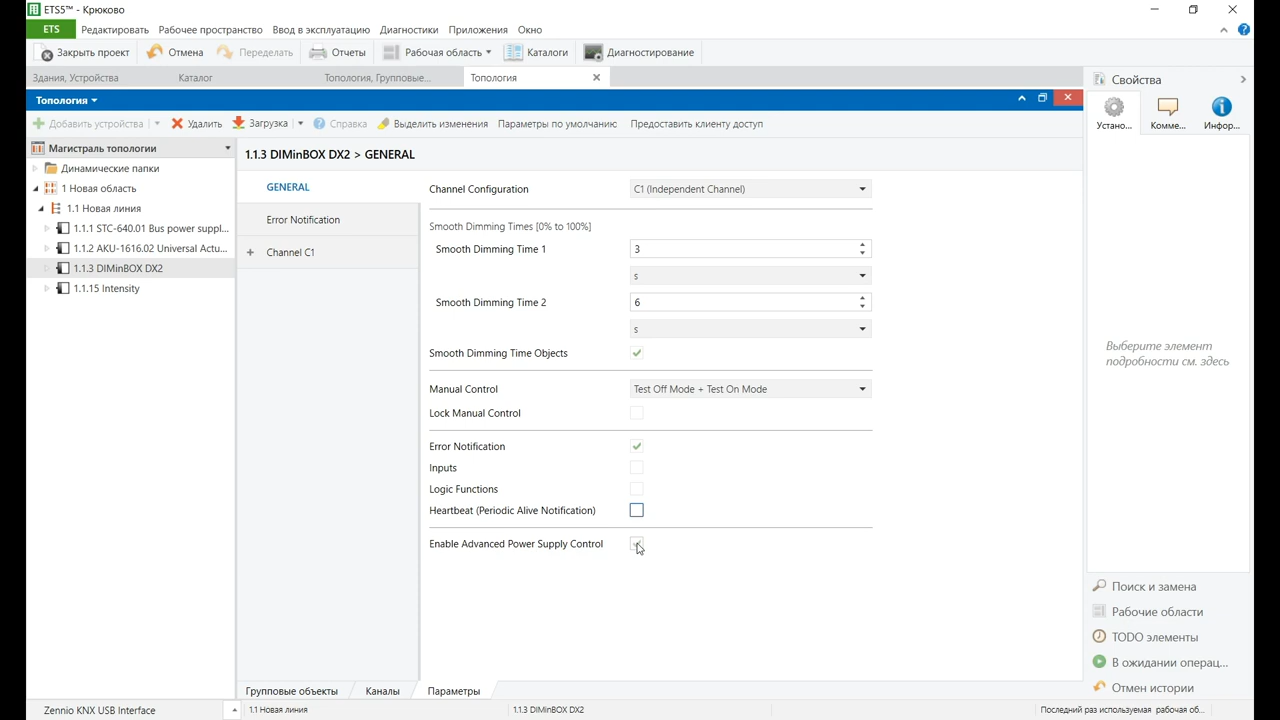 ETS5™ - Крюково
ETS Редактировать Рабочее пространство Ввод в эксплуатацию Диагностики Приложения Окно
Закрыть проект Отмена Переделать Отчеты Рабочая область Каталоги Диагностирование
Здания, Устройства Каталог Топология, Групповые... Топология
Свойства
Топология
Добавить устройства Удалить Загрузка Справка Выделить изменения Параметры по умолчанию Предоставить клиенту доступ
Устано... Комме... Инфор...
Магистраль топологии
Динамические папки
1 Новая область
1.1 Новая линия
1.1.1 STC-640.01 Bus power suppl...
1.1.2 AKU-1616.02 Universal Actu...
1.1.3 DIMinBOX DX2
1.1.15 Intensity
1.1.3 DIMinBOX DX2 > GENERAL
GENERAL
Error Notification
+ Channel C1
Channel Configuration C1 (Independent Channel)
Smooth Dimming Times [0% to 100%]
Smooth Dimming Time 1 3
s
Smooth Dimming Time 2 6
s
Smooth Dimming Time Objects
Manual Control Test Off Mode + Test On Mode
Lock Manual Control
Error Notification
Inputs
Logic Functions
Heartbeat (Periodic Alive Notification)
Enable Advanced Power Supply Control
Выберите элемент
подробности см. здесь
Поиск и замена
Рабочие области
TODO элементы
В ожидании операц...
Отмен истории
Групповые объекты Каналы Параметры
Zennio KNX USB Interface 1.1 Новая линия 1.1.3 DIMinBOX DX2 Последний раз используемая рабочая об...